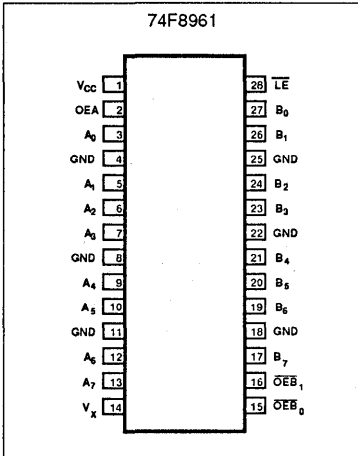 74F8961
VCC 1 28 LE
OEA 2 27 B0
A0 3 26 B1
GND 4 25 GND
A1 5 24 B2
A2 6 23 B3
A3 7 22 GND
GND 8 21 B4
A4 9 20 B5
A5 10 19 B6
GND 11 18 GND
A6 12 17 B7
A7 13 16 OEB1
VX 14 15 OEB0